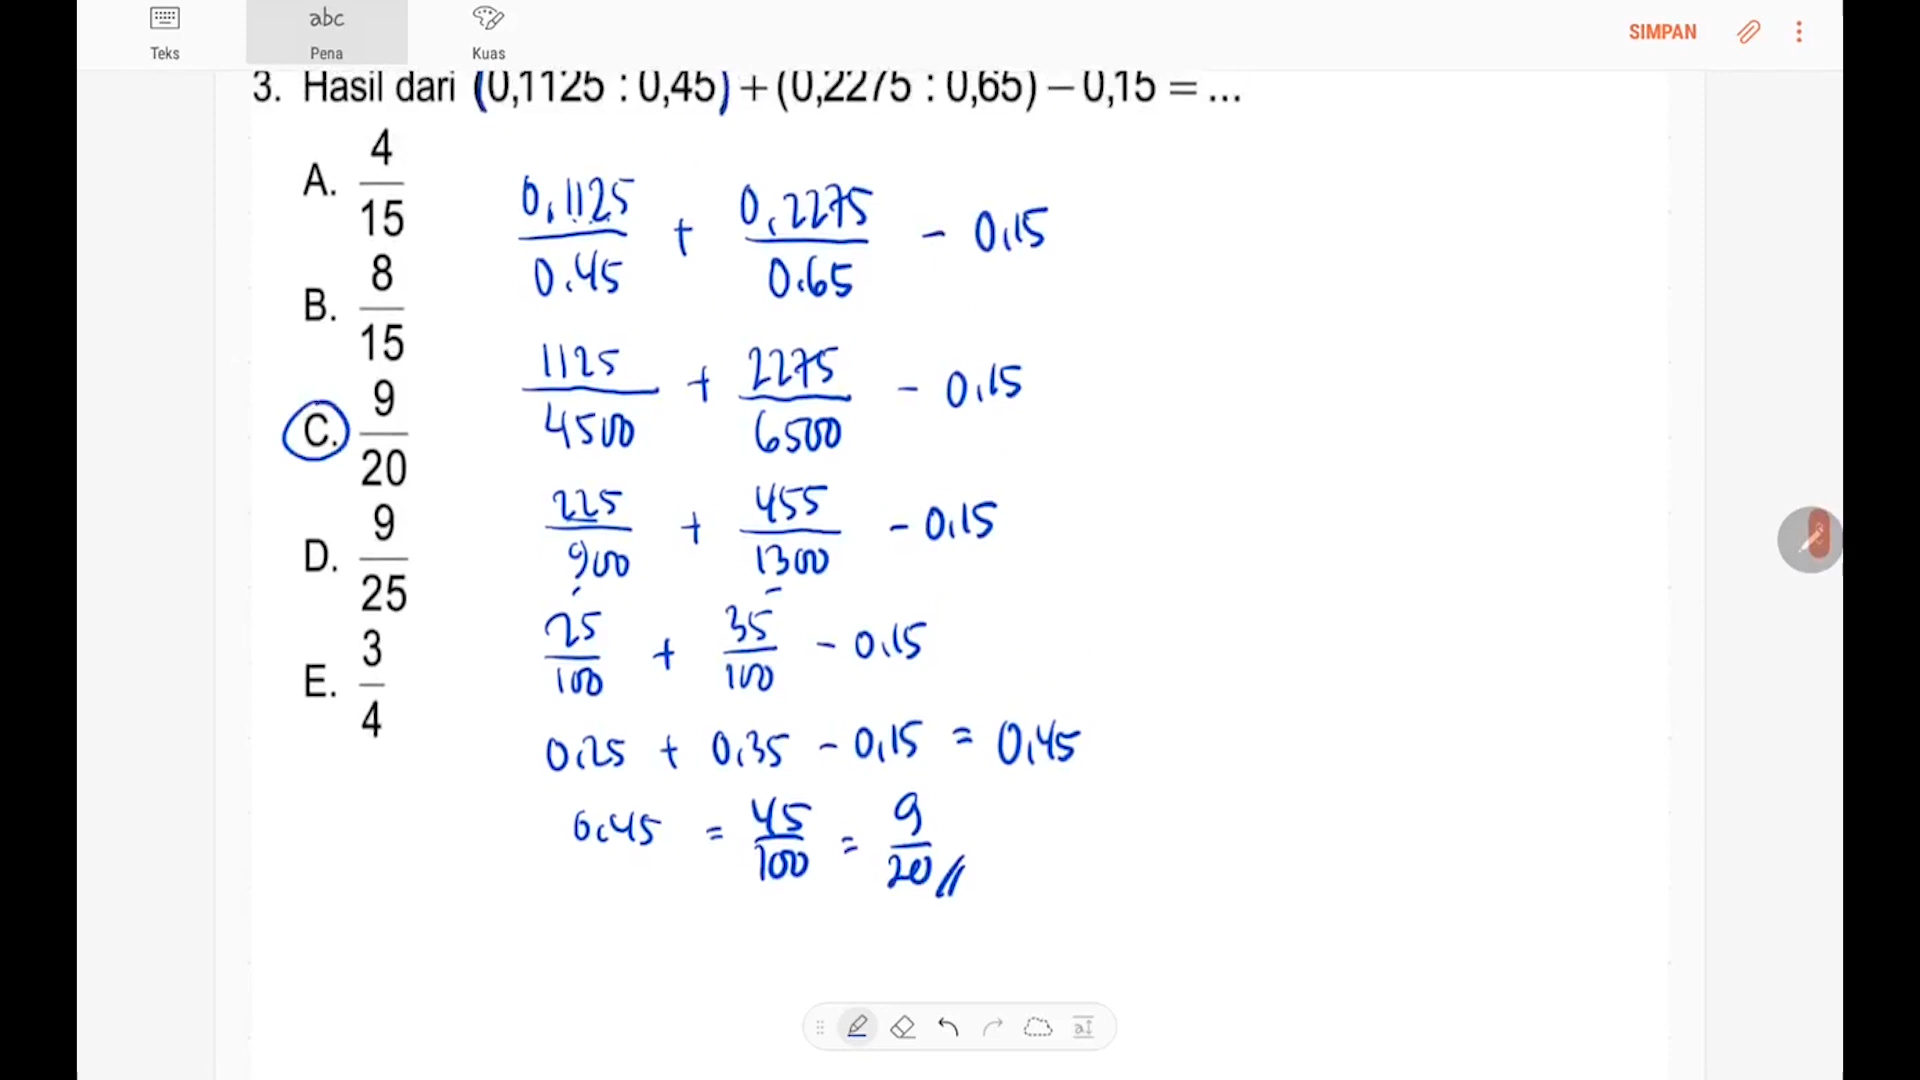 Teks
abc
Pena
Kuas
SIMPAN
3. Hasil dari (0,1125 : 0,45) + (0,2275 : 0,65) – 0,15 = ...
A. 4/15
B. 8/15
C. 9/20
D. 9/25
E. 3/4
0,1125/0.45 + 0,2275/0.65 - 0,15
1125/4500 + 2275/6500 - 0,15
225/900 + 455/1300 - 0,15
25/100 + 35/100 - 0,15
0,25 + 0,35 - 0,15 = 0,45
0,45 = 45/100 = 9/20 //